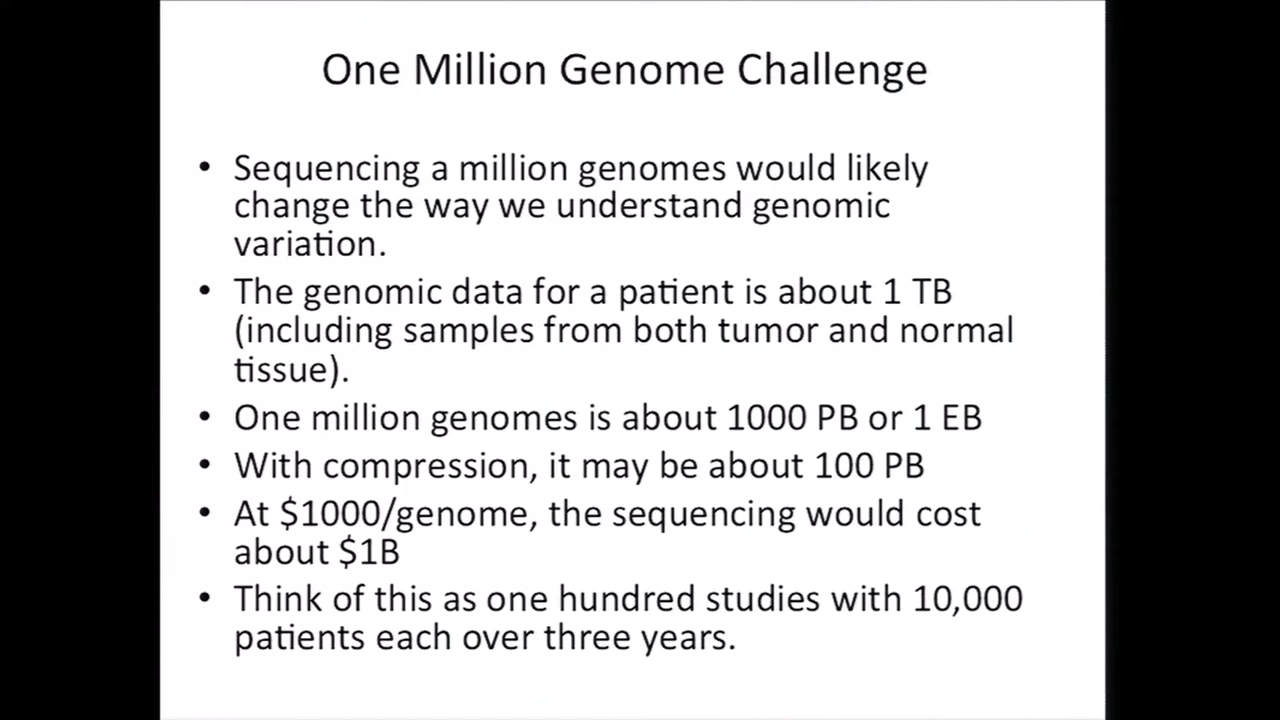 One Million Genome Challenge
• Sequencing a million genomes would likely
change the way we understand genomic
variation.
• The genomic data for a patient is about 1 TB
(including samples from both tumor and normal
tissue).
• One million genomes is about 1000 PB or 1 EB
• With compression, it may be about 100 PB
• At $1000/genome, the sequencing would cost
about $1B
• Think of this as one hundred studies with 10,000
patients each over three years.